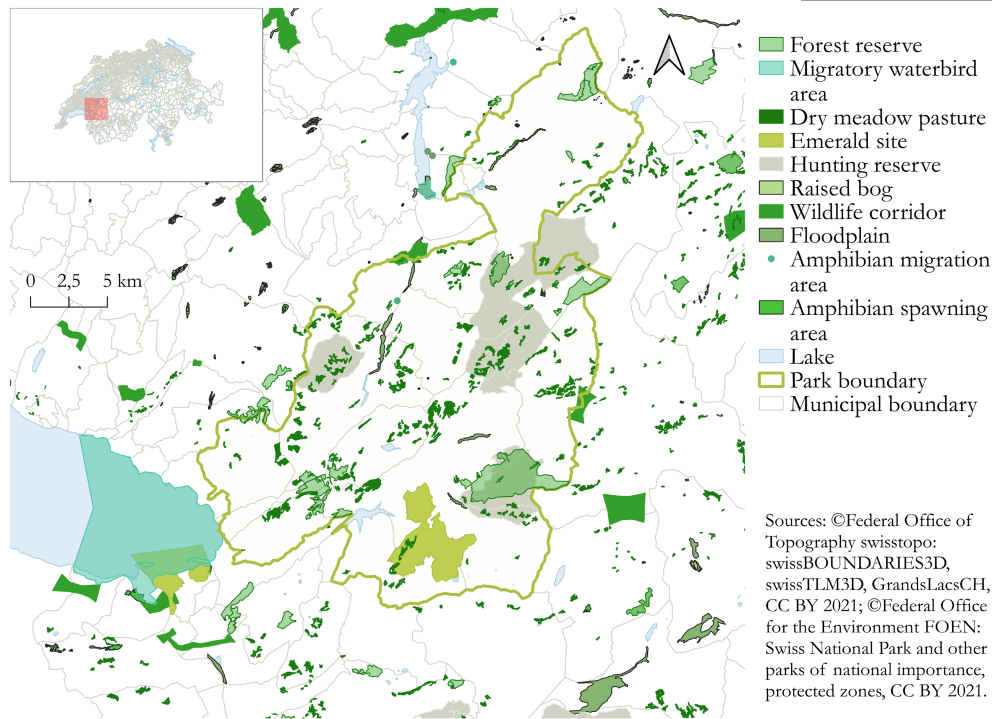 Forest reserve
Migratory waterbird
area
Dry meadow pasture
Emerald site
Hunting reserve
Raised bog
Wildlife corridor
Floodplain
Amphibian migration
area
Amphibian spawning
area
Lake
Park boundary
Municipal boundary
0 2,5 5 km
Sources: ©Federal Office of
Topography swisstopo:
swissBOUNDARIES3D,
swissTLM3D, GrandsLacsCH,
CC BY 2021; ©Federal Office
for the Environment FOEN:
Swiss National Park and other
parks of national importance,
protected zones, CC BY 2021.